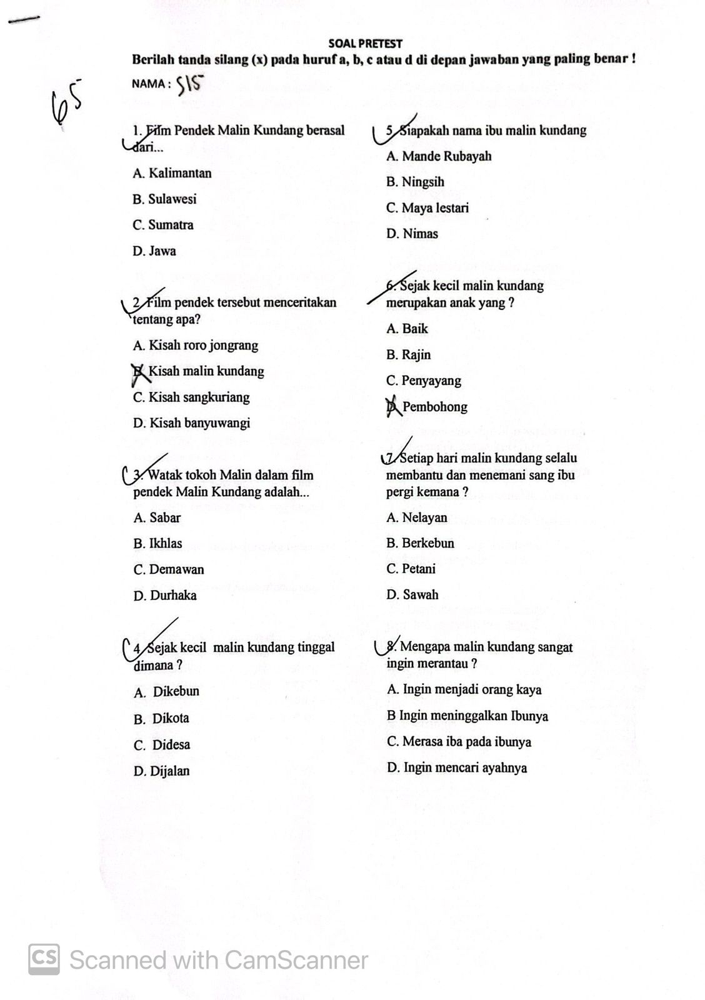 SOAL PRETEST
Berilah tanda silang (x) pada huruf a, b, c atau d di depan jawaban yang paling benar !
NAMA : SIS
65
1. Film Pendek Malin Kundang berasal
dari...
A. Kalimantan
B. Sulawesi
C. Sumatra
D. Jawa
2. Film pendek tersebut menceritakan
tentang apa?
A. Kisah roro jongrang
B. Kisah malin kundang
C. Kisah sangkuriang
D. Kisah banyuwangi
3. Watak tokoh Malin dalam film
pendek Malin Kundang adalah...
A. Sabar
B. Ikhlas
C. Demawan
D. Durhaka
4. Sejak kecil malin kundang tinggal
dimana ?
A. Dikebun
B. Dikota
C. Didesa
D. Dijalan
5. Siapakah nama ibu malin kundang
A. Mande Rubayah
B. Ningsih
C. Maya lestari
D. Nimas
6. Sejak kecil malin kundang
merupakan anak yang ?
A. Baik
B. Rajin
C. Penyayang
D. Pembohong
7. Setiap hari malin kundang selalu
membantu dan menemani sang ibu
pergi kemana ?
A. Nelayan
B. Berkebun
C. Petani
D. Sawah
8. Mengapa malin kundang sangat
ingin merantau ?
A. Ingin menjadi orang kaya
B Ingin meninggalkan Ibunya
C. Merasa iba pada ibunya
D. Ingin mencari ayahnya
CS Scanned with CamScanner